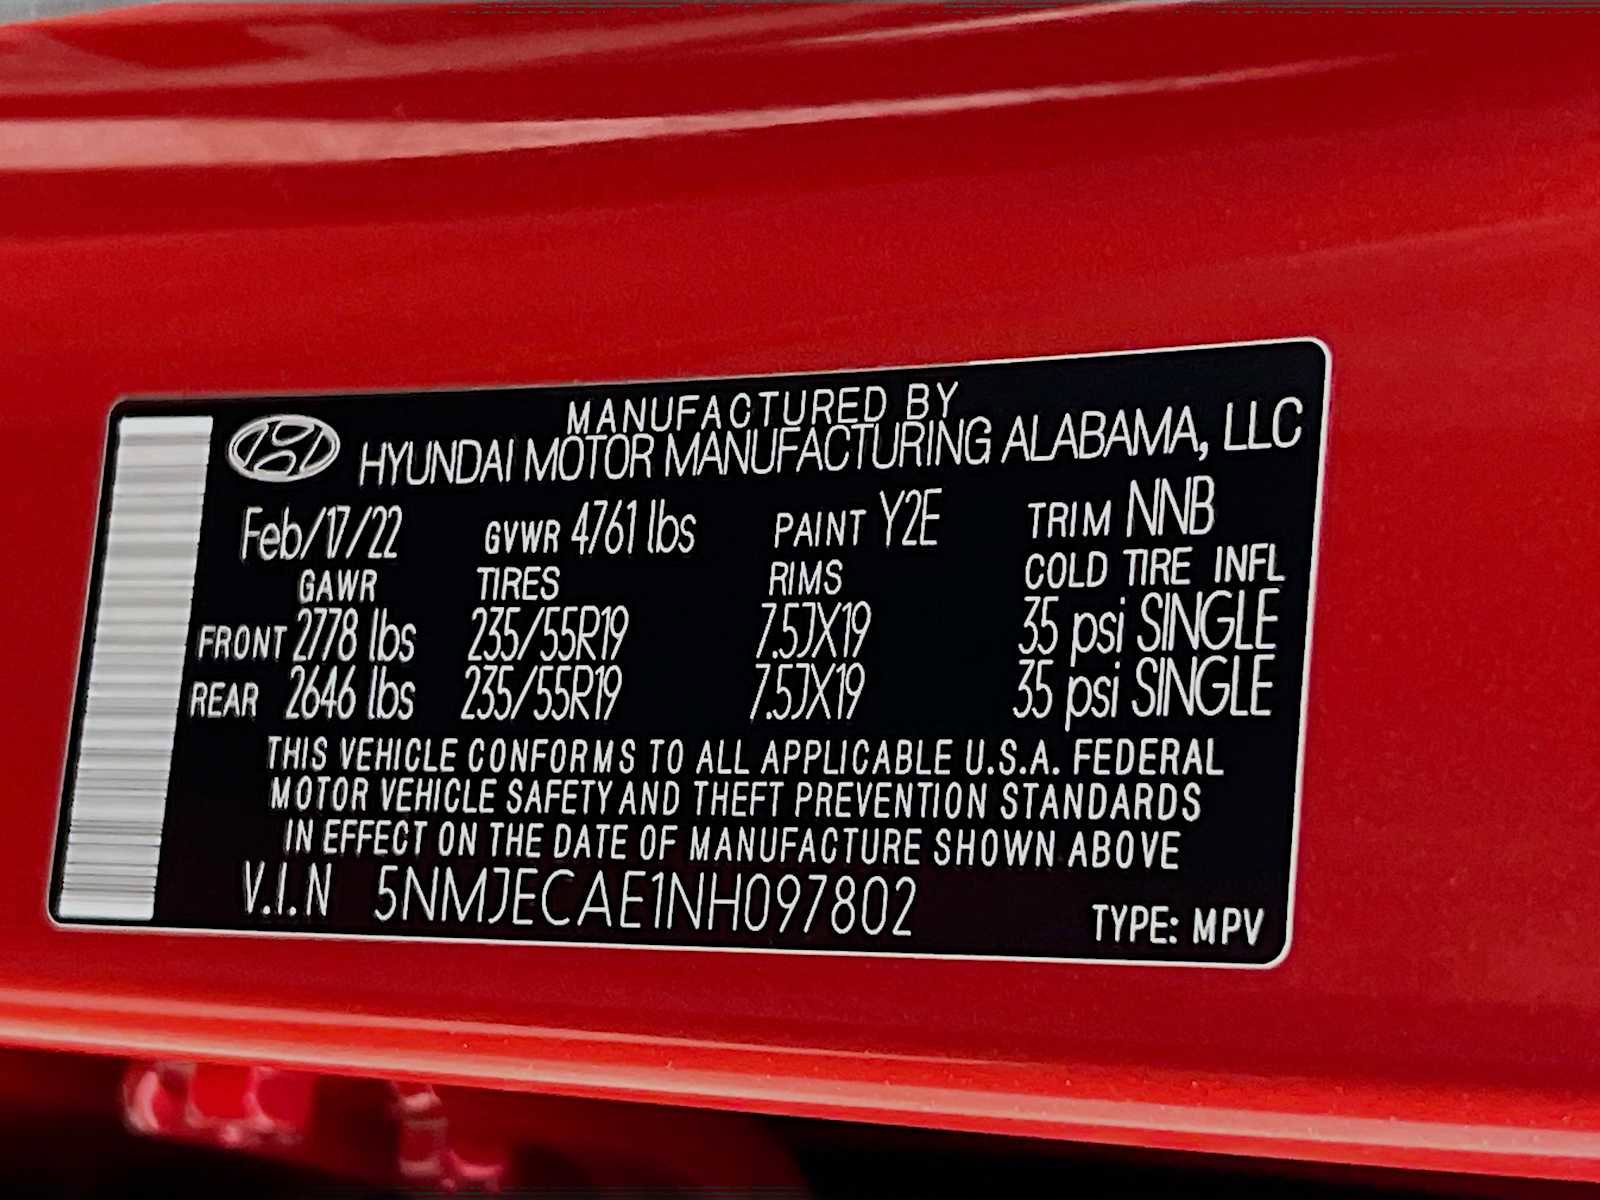 MANUFACTURED BY
HYUNDAI MOTOR MANUFACTURING ALABAMA, LLC
Feb/17/22 GVWR 4761 lbs PAINT Y2E TRIM NNB
GAWR TIRES RIMS COLD TIRE INFL
FRONT 2778 lbs 235/55R19 7.5JX19 35 psi SINGLE
REAR 2646 lbs 235/55R19 7.5JX19 35 psi SINGLE
THIS VEHICLE CONFORMS TO ALL APPLICABLE U.S.A. FEDERAL
MOTOR VEHICLE SAFETY AND THEFT PREVENTION STANDARDS
IN EFFECT ON THE DATE OF MANUFACTURE SHOWN ABOVE
V.I.N 5NMJECAE1NH097802 TYPE: MPV